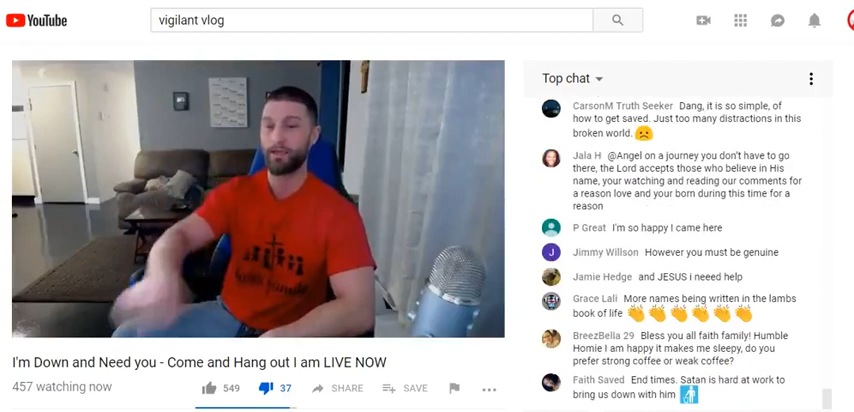 YouTube
vigilant vlog
Top chat
CarsonM Truth Seeker Dang, it is so simple, of
how to get saved. Just too many distractions in this
broken world.
Jala H @Angel on a journey you don't have to go
there, the Lord accepts those who believe in His
name, your watching and reading our comments for
a reason love and your born during this time for a
reason
P Great I'm so happy I came here
J
Jimmy Willson However you must be genuine
Jamie Hedge and JESUS i neeed help
Grace Lali More names being written in the lambs
book of life
BreezBella 29 Bless you all faith family! Humble
Homie I am happy it makes me sleepy, do you
prefer strong coffee or weak coffee?
Faith Saved End times. Satan is hard at work to
bring us down with him
I'm Down and Need you - Come and Hang out I am LIVE NOW
457 watching now
549
37
SHARE
SAVE